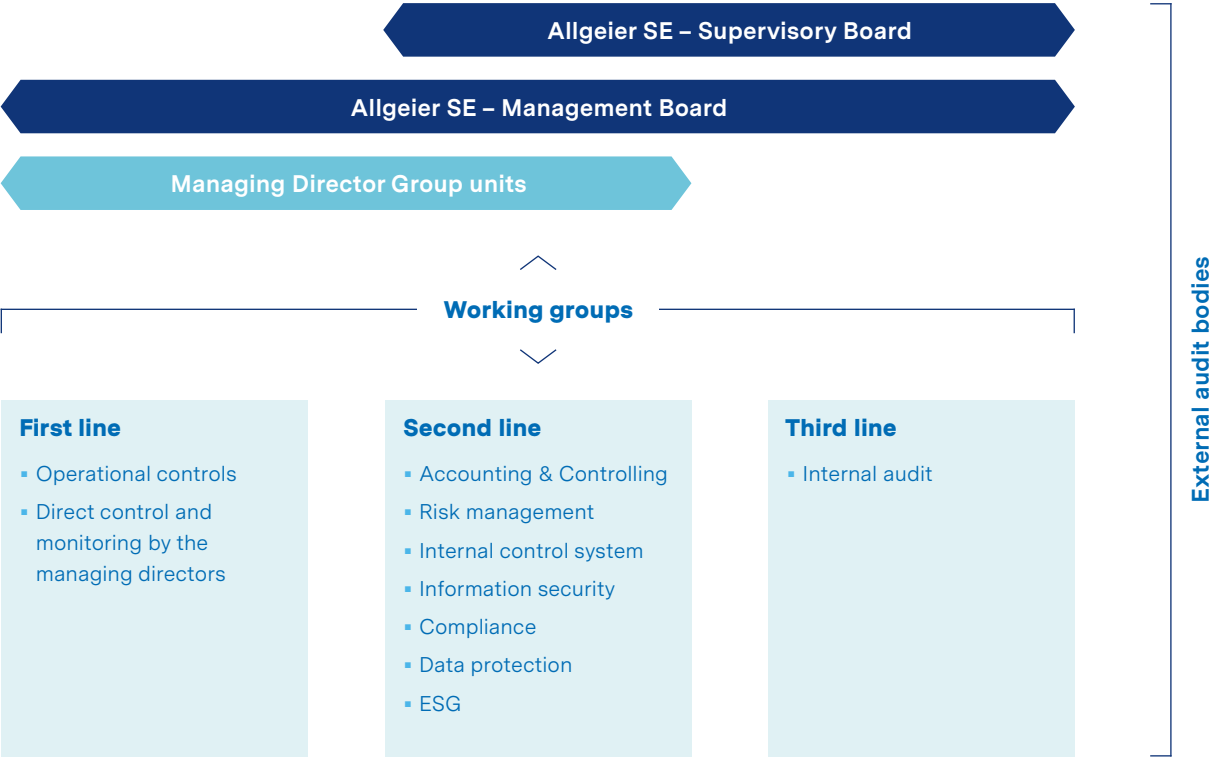 Allgeier SE – Supervisory Board
Allgeier SE – Management Board
Managing Director Group units
Working groups
First line
▪ Operational controls
▪ Direct control and
monitoring by the
managing directors
Second line
▪ Accounting & Controlling
▪ Risk management
▪ Internal control system
▪ Information security
▪ Compliance
▪ Data protection
▪ ESG
Third line
▪ Internal audit
External audit bodies